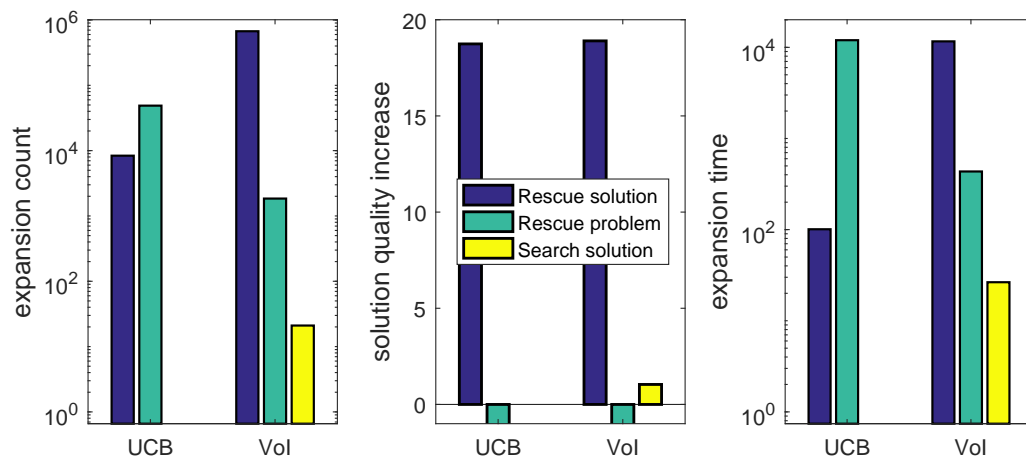 expansion count
10^6
10^4
10^2
10^0
UCB
VoI
solution quality increase
20
15
10
5
0
UCB
VoI
Rescue solution
Rescue problem
Search solution
expansion time
10^4
10^2
10^0
UCB
VoI